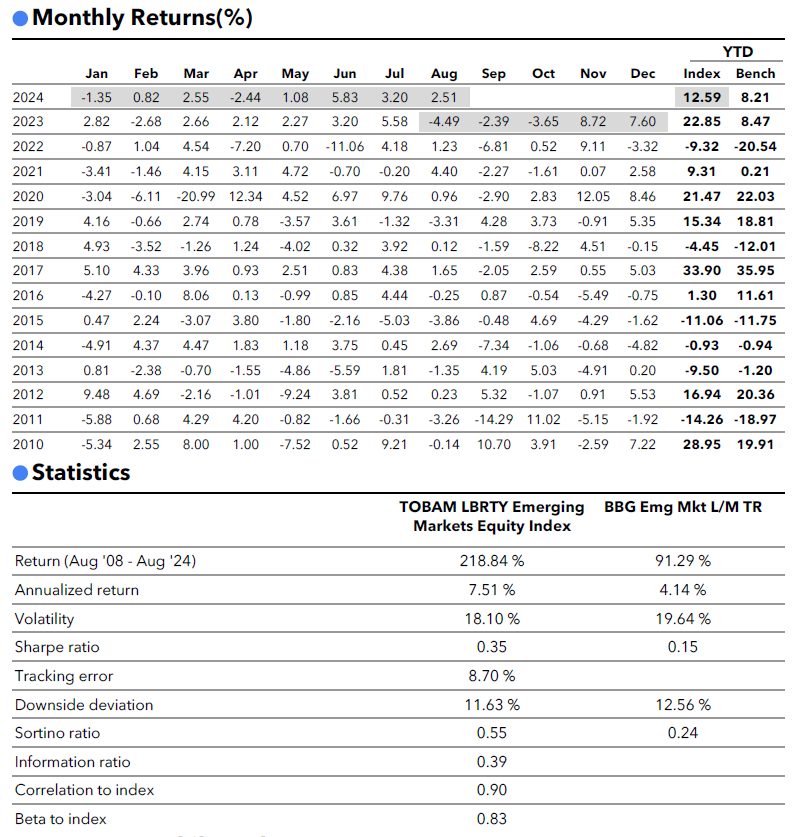 Monthly Returns(%)
YTD
Jan Feb Mar Apr May Jun Jul Aug Sep Oct Nov Dec Index Bench
2024 -1.35 0.82 2.55 -2.44 1.08 5.83 3.20 2.51 12.59 8.21
2023 2.82 -2.68 2.66 2.12 2.27 3.20 5.58 -4.49 -2.39 -3.65 8.72 7.60 22.85 8.47
2022 -0.87 1.04 4.54 -7.20 0.70 -11.06 4.18 1.23 -6.81 0.52 9.11 -3.32 -9.32 -20.54
2021 -3.41 -1.46 4.15 3.11 4.72 -0.70 -0.20 4.40 -2.27 -1.61 0.07 2.58 9.31 0.21
2020 -3.04 -6.11 -20.99 12.34 4.52 6.97 9.76 0.96 -2.90 2.83 12.05 8.46 21.47 22.03
2019 4.16 -0.66 2.74 0.78 -3.57 3.61 -1.32 -3.31 4.28 3.73 -0.91 5.35 15.34 18.81
2018 4.93 -3.52 -1.26 1.24 -4.02 0.32 3.92 0.12 -1.59 -8.22 4.51 -0.15 -4.45 -12.01
2017 5.10 4.33 3.96 0.93 2.51 0.83 4.38 1.65 -2.05 2.59 0.55 5.03 33.90 35.95
2016 -4.27 -0.10 8.06 0.13 -0.99 0.85 4.44 -0.25 0.87 -0.54 -5.49 -0.75 1.30 11.61
2015 0.47 2.24 -3.07 3.80 -1.80 -2.16 -5.03 -3.86 -0.48 4.69 -4.29 -1.62 -11.06 -11.75
2014 -4.91 4.37 4.47 1.83 1.18 3.75 0.45 2.69 -7.34 -1.06 -0.68 -4.82 -0.93 -0.94
2013 0.81 -2.38 -0.70 -1.55 -4.86 -5.59 1.81 -1.35 4.19 5.03 -4.91 0.20 -9.50 -1.20
2012 9.48 4.69 -2.16 -1.01 -9.24 3.81 0.52 0.23 5.32 -1.07 0.91 5.53 16.94 20.36
2011 -5.88 0.68 4.29 4.20 -0.82 -1.66 -0.31 -3.26 -14.29 11.02 -5.15 -1.92 -14.26 -18.97
2010 -5.34 2.55 8.00 1.00 -7.52 0.52 9.21 -0.14 10.70 3.91 -2.59 7.22 28.95 19.91
Statistics
TOBAM LBRTY Emerging BBG Emg Mkt L/M TR
Markets Equity Index
Return (Aug '08 - Aug '24) 218.84 % 91.29 %
Annualized return 7.51 % 4.14 %
Volatility 18.10 % 19.64 %
Sharpe ratio 0.35 0.15
Tracking error 8.70 %
Downside deviation 11.63 % 12.56 %
Sortino ratio 0.55 0.24
Information ratio 0.39
Correlation to index 0.90
Beta to index 0.83